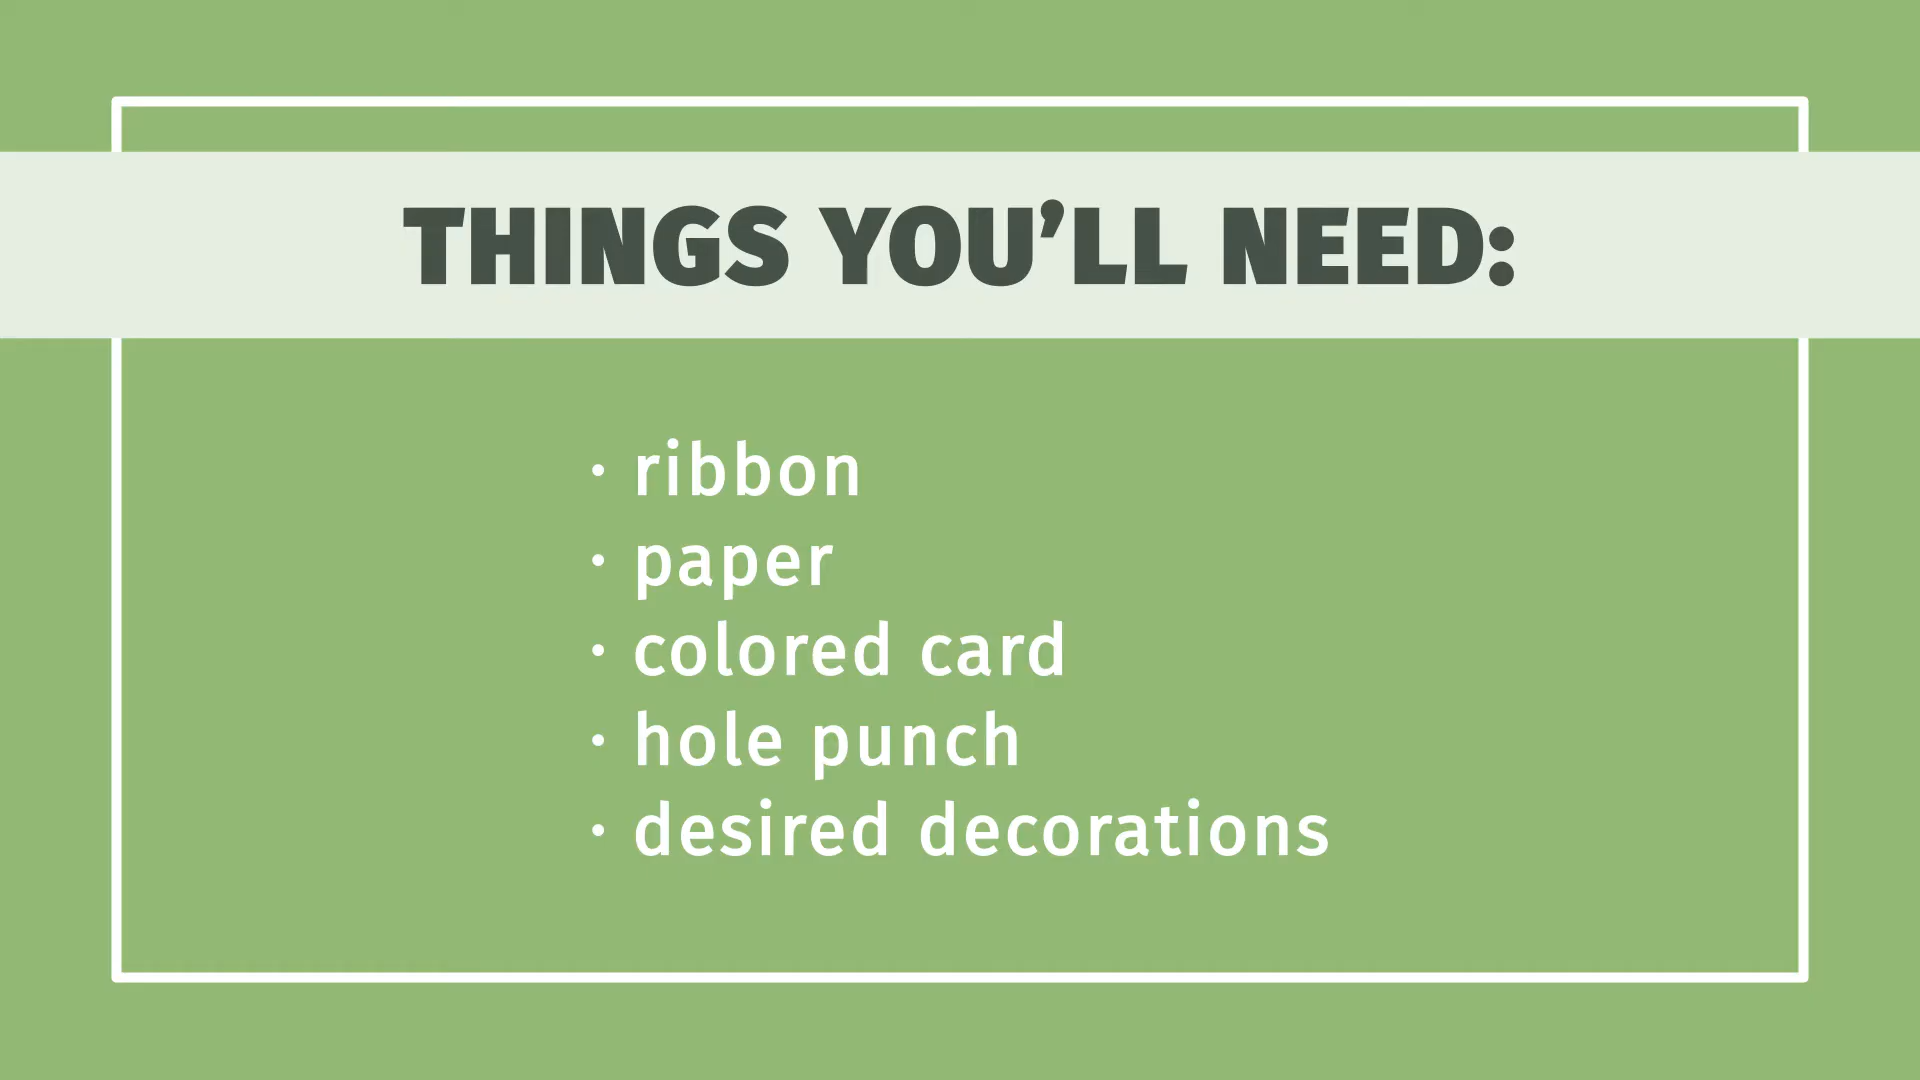 THINGS YOU’LL NEED:
· ribbon
· paper
· colored card
· hole punch
· desired decorations